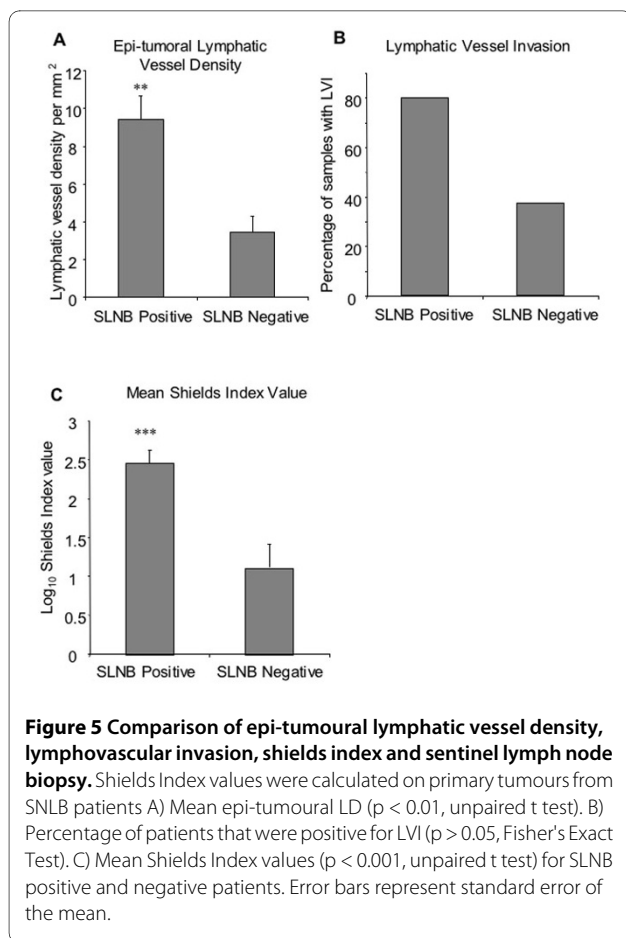 A
Epi-tumoral Lymphatic
Vessel Density
Lymphatic vessel density per mm²
12
10
8
6
4
2
0
**
SLNB Positive SLNB Negative
B
Lymphatic Vessel Invasion
Percentage of samples with LVI
80
60
40
20
0
SLNB Positive SLNB Negative
C
Mean Shields Index Value
Log₁₀ Shields Index value
3
2.5
2
1.5
1
0.5
0
***
SLNB Positive SLNB Negative
Figure 5 Comparison of epi-tumoural lymphatic vessel density,
lymphovascular invasion, shields index and sentinel lymph node
biopsy. Shields Index values were calculated on primary tumours from
SNLB patients A) Mean epi-tumoural LD (p < 0.01, unpaired t test). B)
Percentage of patients that were positive for LVI (p > 0.05, Fisher's Exact
Test). C) Mean Shields Index values (p < 0.001, unpaired t test) for SLNB
positive and negative patients. Error bars represent standard error of
the mean.